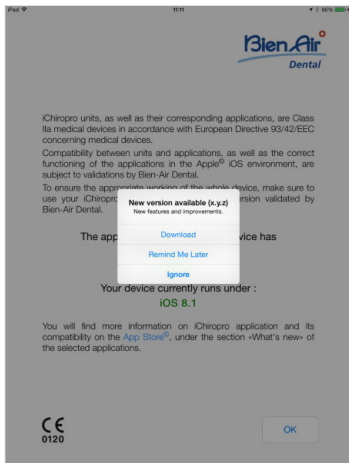 iPad
11:11
86%
Bien Air
Dental
iChiropro units, as well as their corresponding applications, are Class
IIa medical devices in accordance with European Directive 93/42/EEC
concerning medical devices.
Compatibility between units and applications, as well as the correct
functioning of the applications in the Apple© iOS environment, are
subject to validations by Bien-Air Dental.
To ensure the appropriate working of the whole device, make sure to
use your iChiropro
ersion validated by
Bien-Air Dental.
New version available (x.y.z)
New features and improvements.
The app
vice has
Download
Remind Me Later
Ignore
Your device currently runs under :
iOS 8.1
You will find more information on iChiropro application and its
compatibility on the App Store©, under the section «What's new» of
the selected applications.
CE
0120
OK